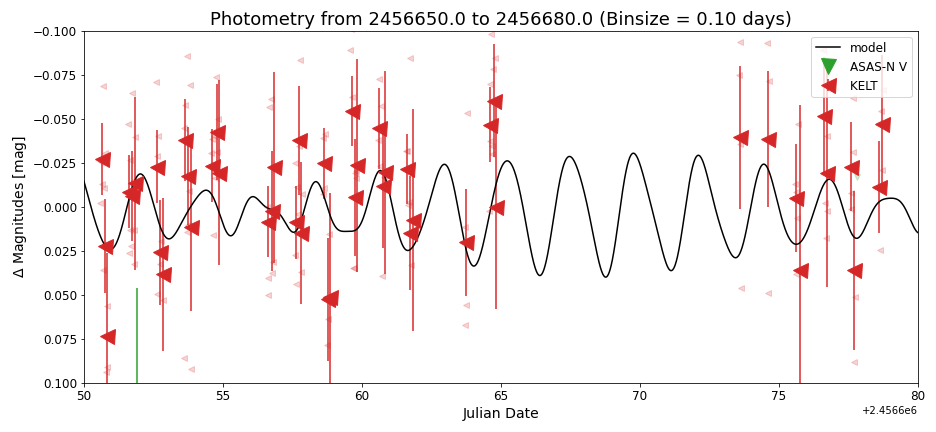 Photometry from 2456650.0 to 2456680.0 (Binsize = 0.10 days)
−0.100
−0.075
−0.050
−0.025
0.000
0.025
0.050
0.075
0.100
Δ Magnitudes [mag]
model
ASAS-N V
KELT
50 55 60 65 70 75 80
Julian Date
+2.4566e6